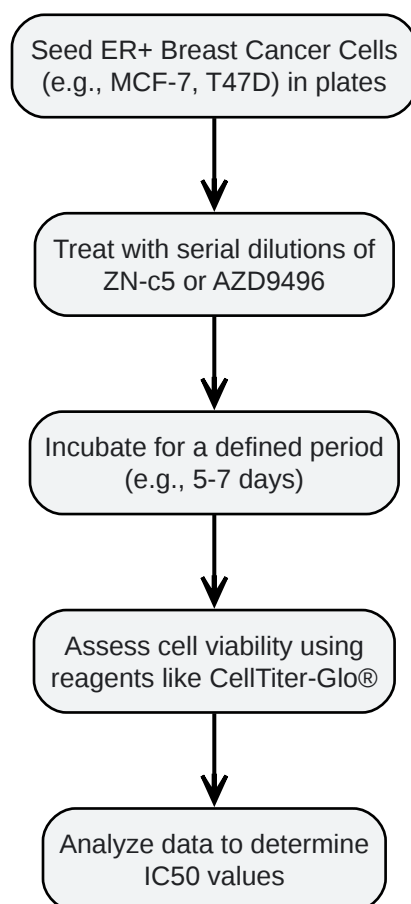 Seed ER+ Breast Cancer Cells
(e.g., MCF-7, T47D) in plates
Treat with serial dilutions of
ZN-c5 or AZD9496
Incubate for a defined period
(e.g., 5-7 days)
Assess cell viability using
reagents like CellTiter-Glo®
Analyze data to determine
IC50 values